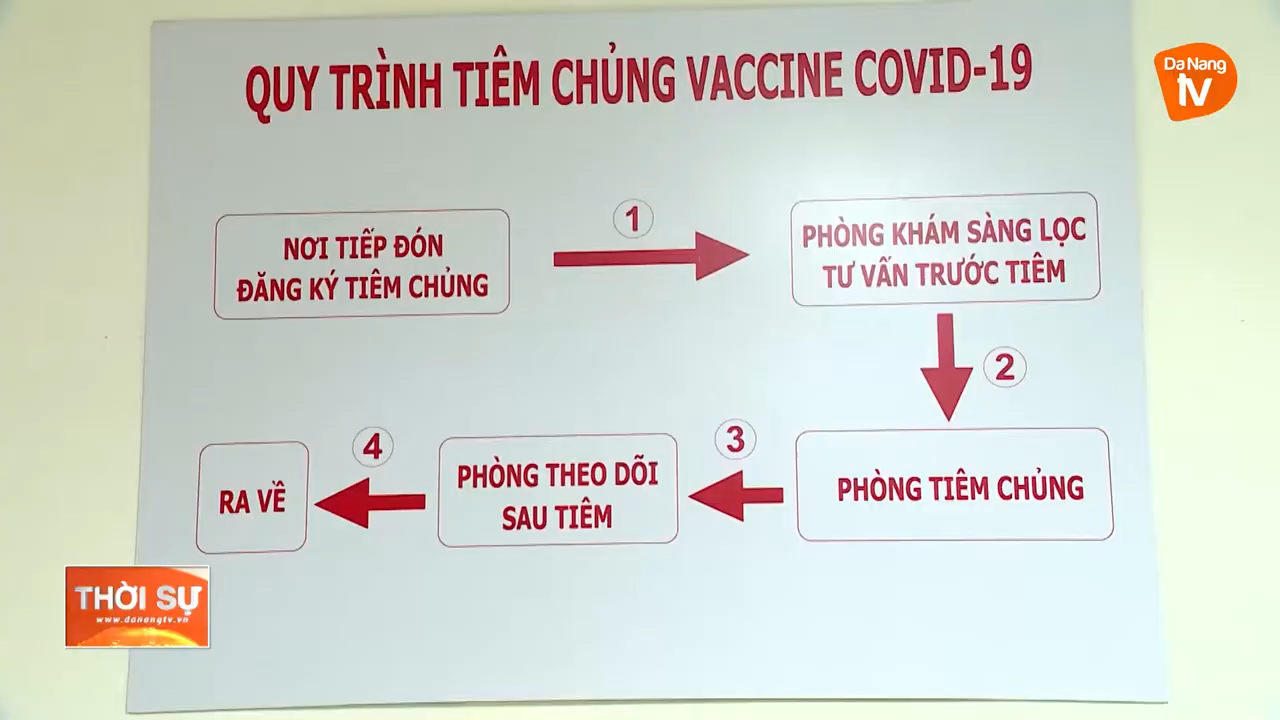 QUY TRÌNH TIÊM CHỦNG VACCINE COVID-19
Da Nang
tv
NƠI TIẾP ĐÓN
ĐĂNG KÝ TIÊM CHỦNG
1
PHÒNG KHÁM SÀNG LỌC
TƯ VẤN TRƯỚC TIÊM
2
PHÒNG TIÊM CHỦNG
3
PHÒNG THEO DÕI
SAU TIÊM
4
RA VỀ
THỜI SỰ
www.danangtv.vn